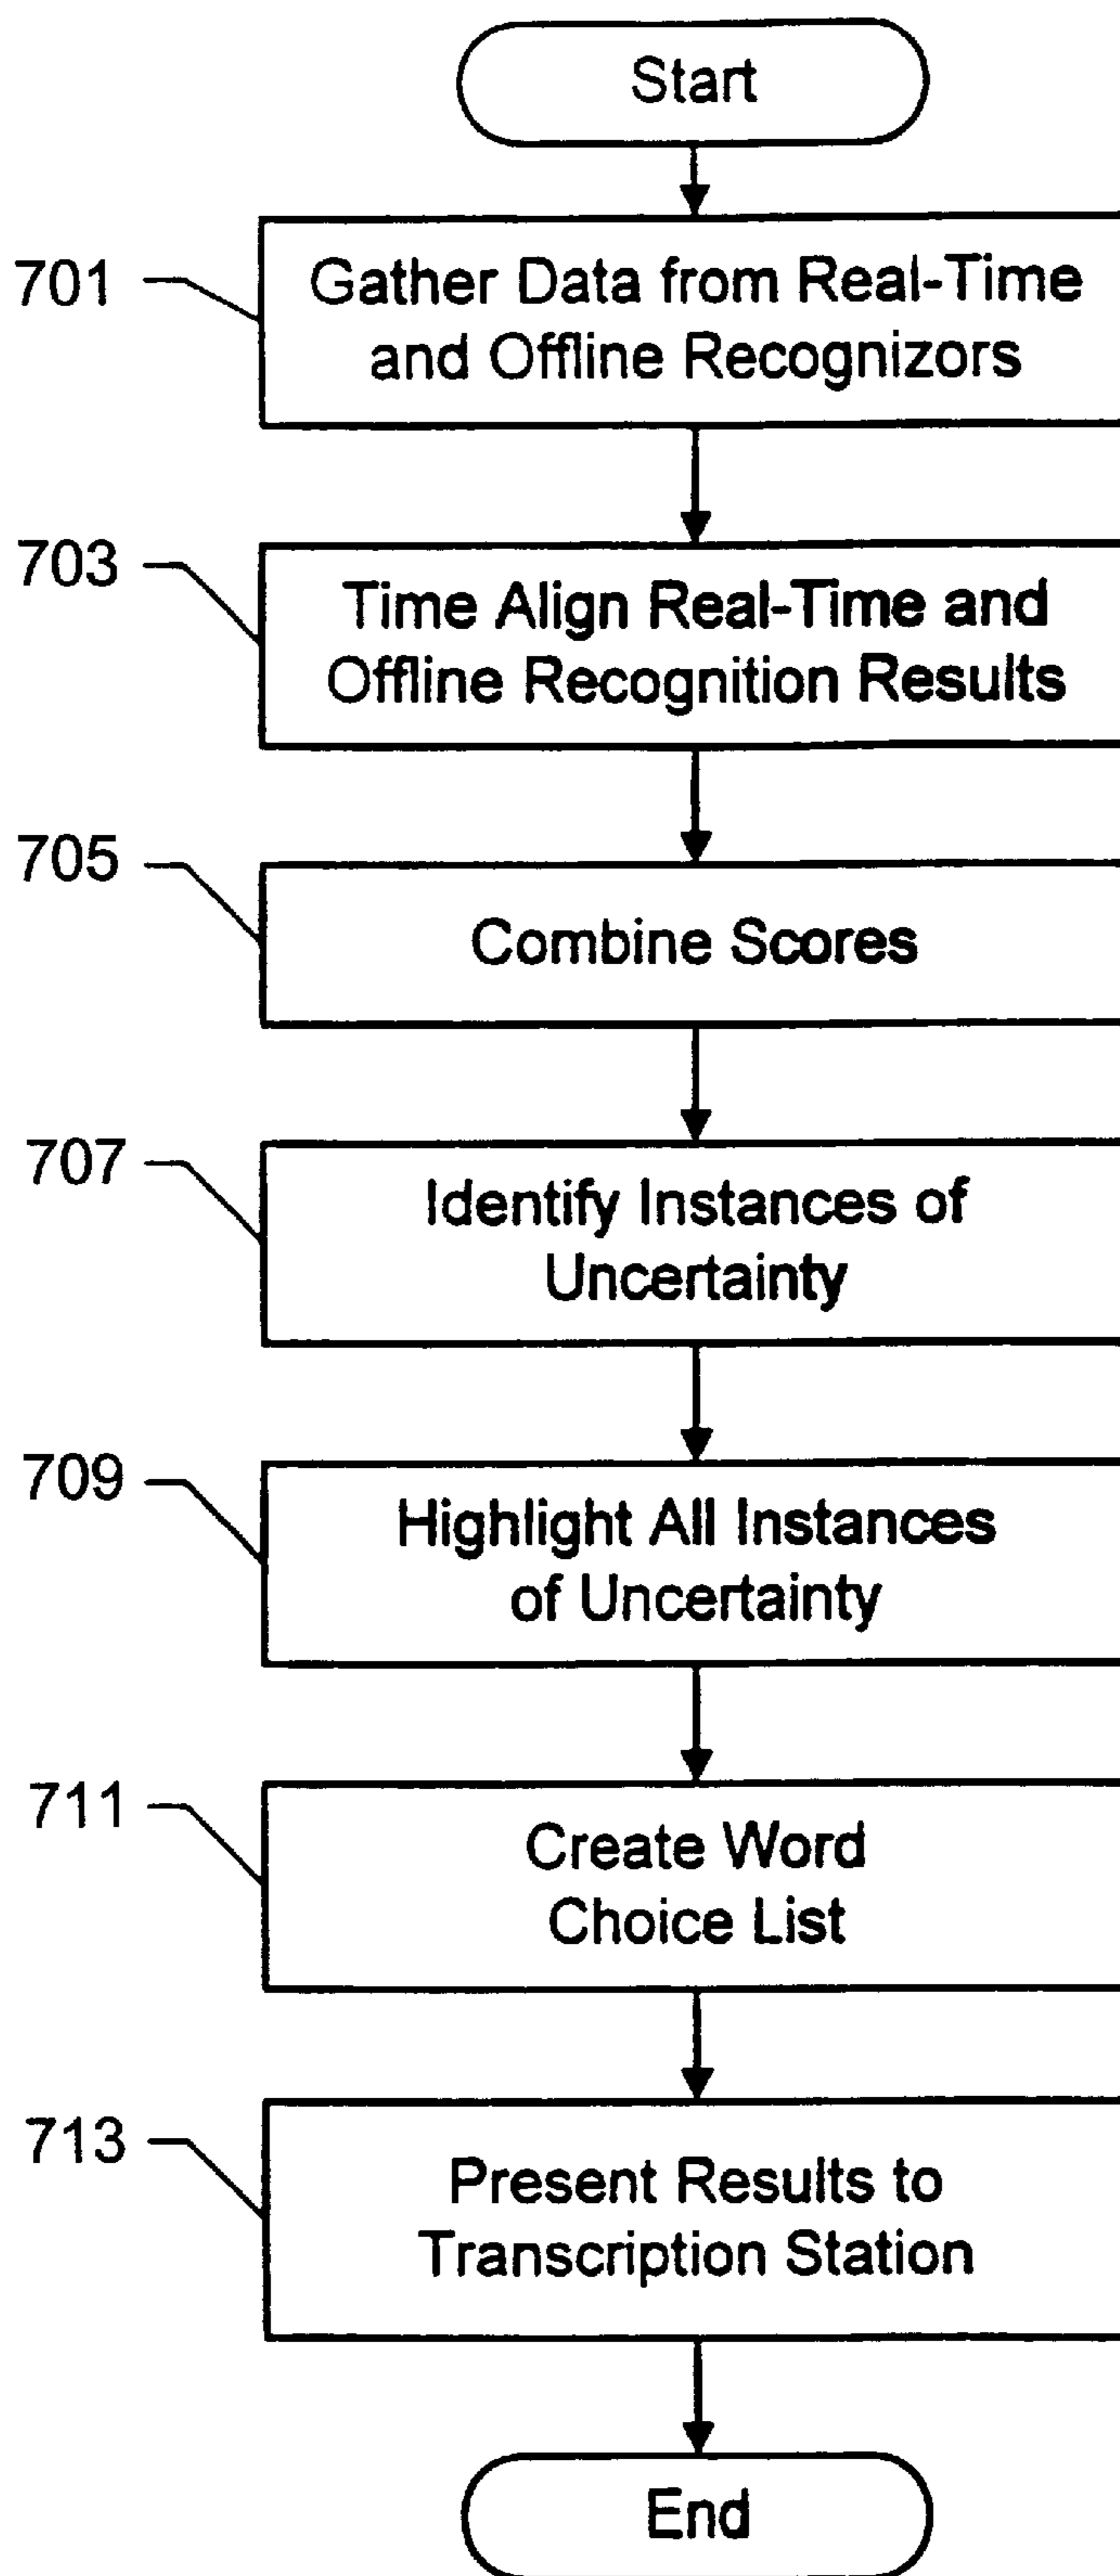 Start
701
Gather Data from Real-Time
and Offline Recognizors
703
Time Align Real-Time and
Offline Recognition Results
705
Combine Scores
707
Identify Instances of
Uncertainty
709
Highlight All Instances
of Uncertainty
711
Create Word
Choice List
713
Present Results to
Transcription Station
End